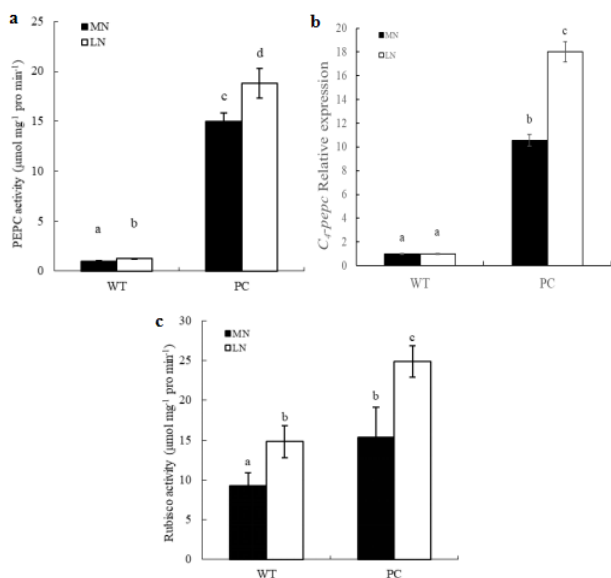 a
MN
LN
PEPC activity (μmol mg⁻¹ pro min⁻¹)
25
20
15
10
5
0
a
b
c
d
WT
PC
b
MN
LN
C₄-pepc Relative expression
20
18
16
14
12
10
8
6
4
2
0
a
a
b
c
WT
PC
c
MN
LN
Rubisco activity (μmol mg⁻¹ pro min⁻¹)
30
25
20
15
10
5
0
a
b
b
c
WT
PC